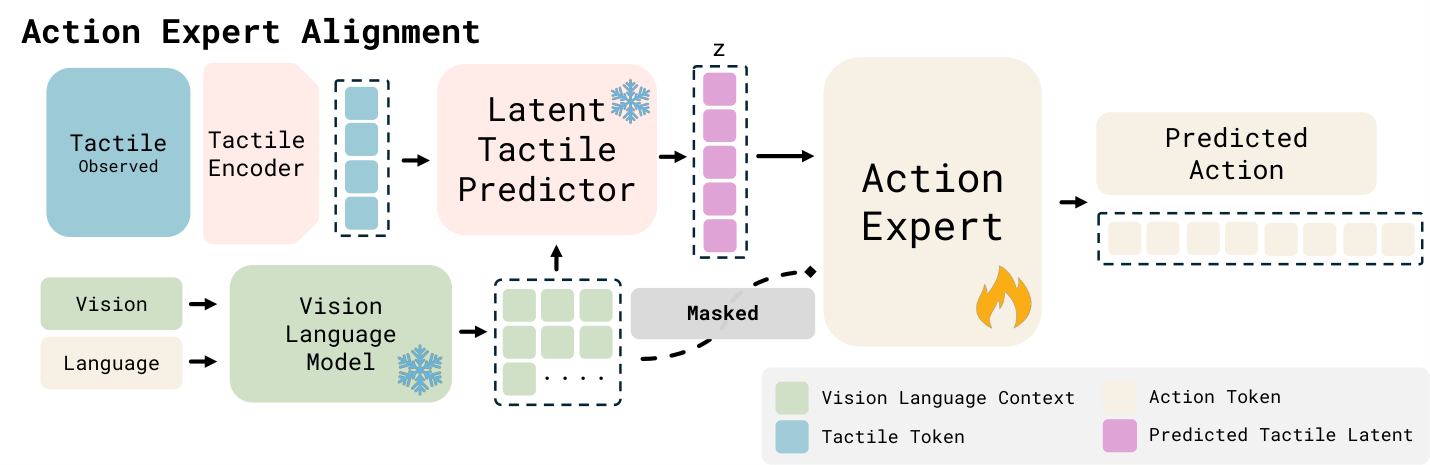 Action Expert Alignment
z
Tactile
Observed
Tactile
Encoder
Latent
Tactile
Predictor
Action
Expert
Predicted
Action
Vision
Language
Vision
Language
Model
Masked
Vision Language Context
Action Token
Tactile Token
Predicted Tactile Latent